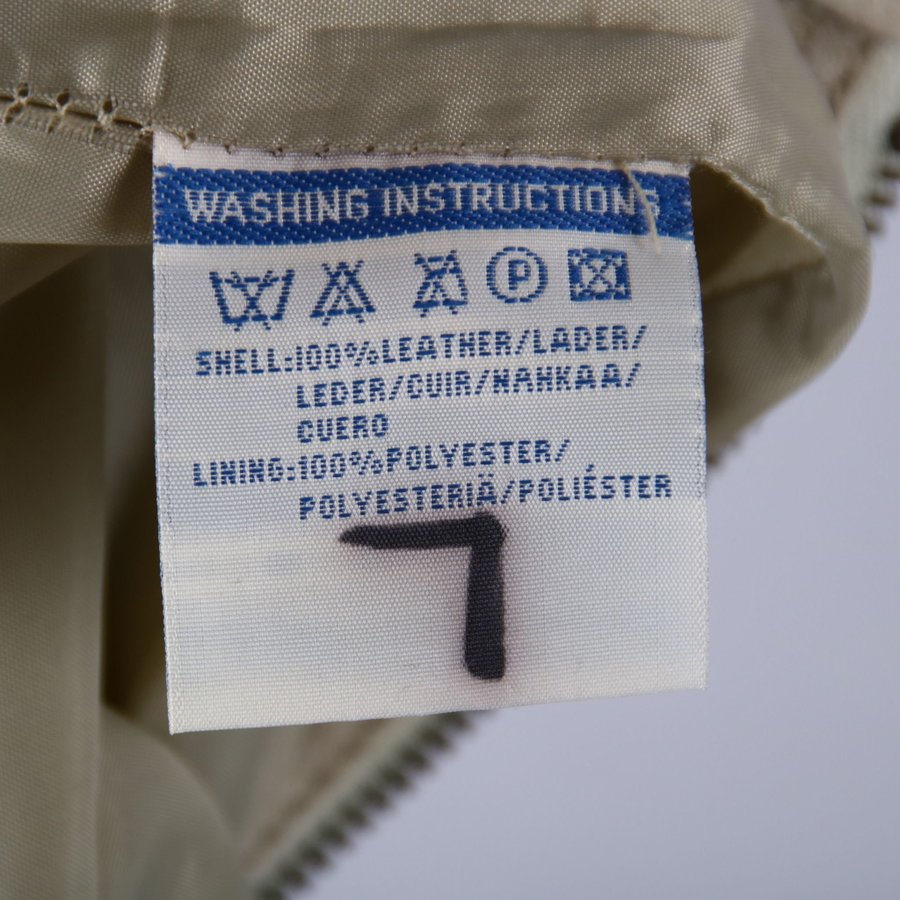 WASHING INSTRUCTIONS
P
SHELL:100%LEATHER/LADER/
LEDER/CUIR/NAHKAA/
CUERO
LINING:100%POLYESTER/
POLYESTERIÄ/POLIÉSTER
7